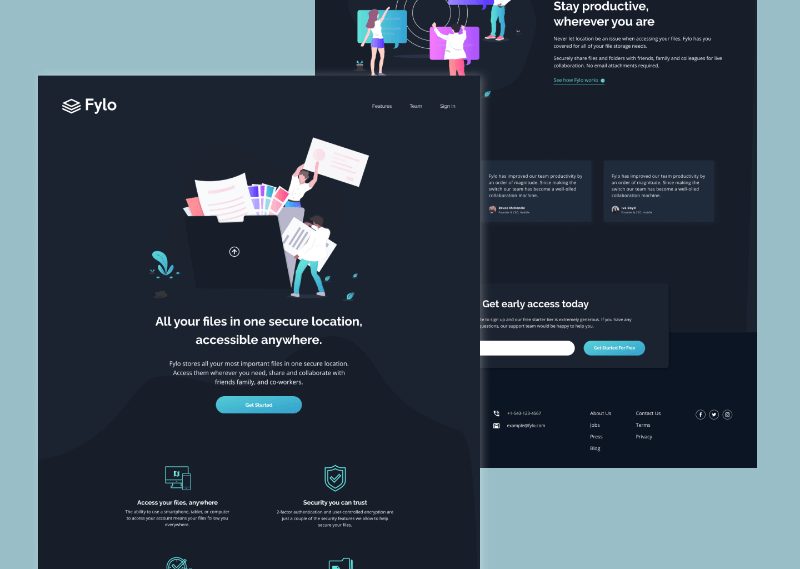 Stay productive,
wherever you are
Never let location be an issue when accessing your files. Fylo has you
covered for all of your file storage needs.
Securely share files and folders with friends, family and colleagues for live
collaboration. No email attachments required.
See how Fylo works
Fylo
Features
Team
Sign In
All your files in one secure location,
accessible anywhere.
Fylo stores all your most important files in one secure location.
Access them wherever you need, share and collaborate with
friends family, and co-workers.
Get Started
Access your files, anywhere
The ability to use a smartphone, tablet, or computer
to access your account means your files follow you
everywhere.
Security you can trust
2-factor authentication and user-controlled encryption are
just a couple of the security features we allow to help
secure your files.
Fylo has improved our team productivity by
an order of magnitude. Since making the
switch our team has become a well-oiled
collaboration machine.
Founder & CEO, Huddle
Fylo has improved our team productivity by
an order of magnitude. Since making the
switch our team has become a well-oiled
collaboration machine.
Iva Boyd
Founder & CEO, Huddle
Get early access today
to sign up and our free starter tier is extremely generous. If you have any
questions, our support team would be happy to help you.
Get Started For Free
+1-543-123-4567
example@fylo.com
About Us
Jobs
Press
Blog
Contact Us
Terms
Privacy